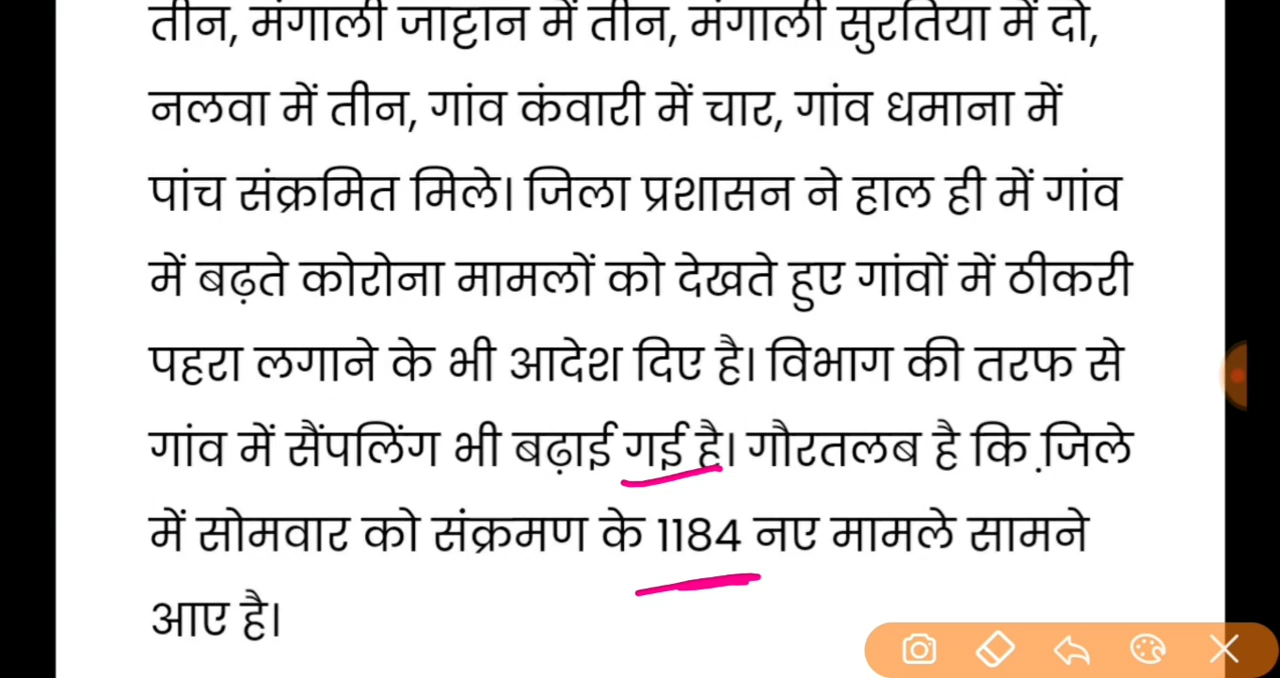 तीन, मंगाली जाट्टान में तीन, मंगाली सुरतिया में दो,
नलवा में तीन, गांव कंवारी में चार, गांव धमाना में
पांच संक्रमित मिले। जिला प्रशासन ने हाल ही में गांव
में बढ़ते कोरोना मामलों को देखते हुए गांवों में ठीकरी
पहरा लगाने के भी आदेश दिए है। विभाग की तरफ से
गांव में सैंपलिंग भी बढ़ाई गई है। गौरतलब है कि जि़ले
में सोमवार को संक्रमण के 1184 नए मामले सामने
आए है।